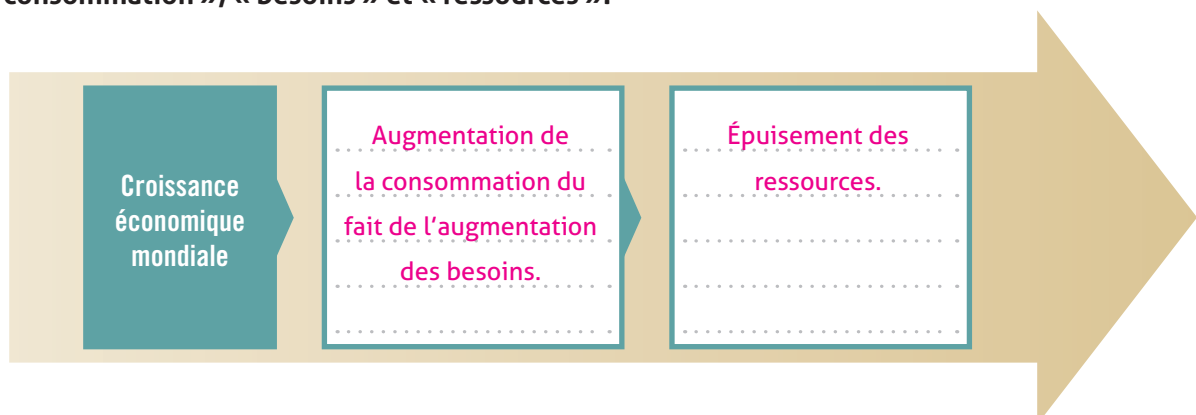 consommation », « besoins » et « ressources ».
Croissance
économique
mondiale
Augmentation de
la consommation du
fait de l'augmentation
des besoins.
Épuisement des
ressources.